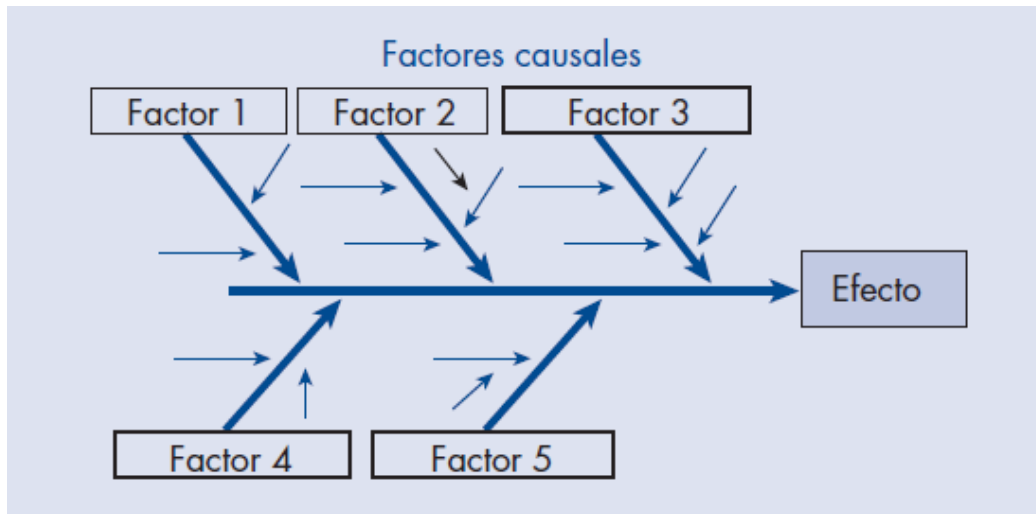 Factores causales
Factor 1
Factor 2
Factor 3
Efecto
Factor 4
Factor 5